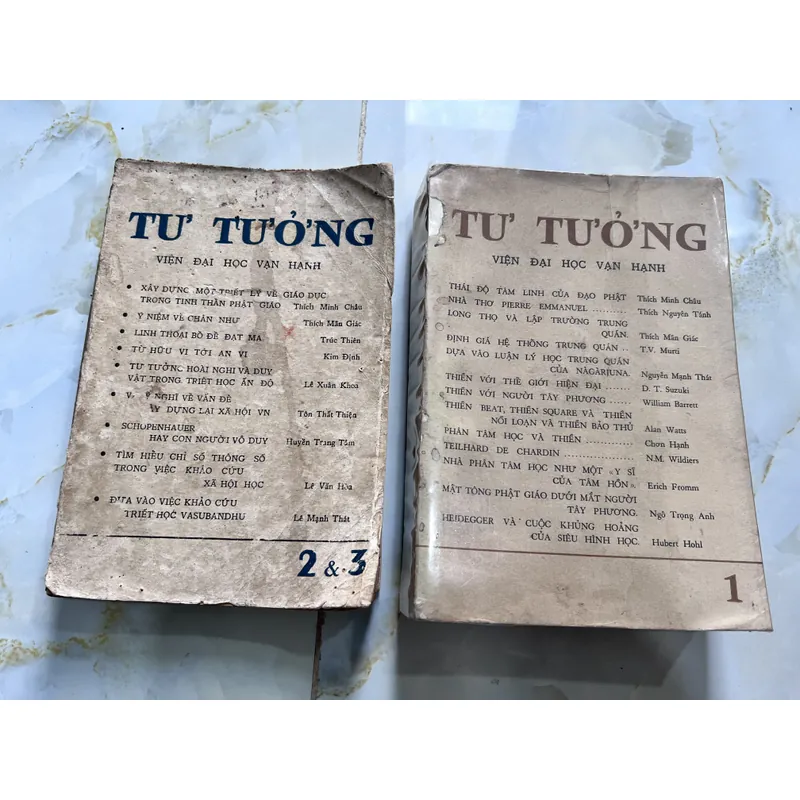 TƯ TƯỞNG
VIỆN ĐẠI HỌC VẠN HẠNH
• XÂY DỰNG MỘT TRIẾT LÝ VỀ GIÁO DỤC
TRONG TINH THẦN PHẬT GIÁO Thích Minh Châu
• Ý NIỆM VỀ CHÂN NHƯ Thích Mãn Giác
• LINH THOẠI BỒ ĐỀ ĐẠT MA Trúc Thiên
• TỪ HỮU VI TỚI AN VI Kim Định
• TƯ TƯỞNG HOÀI NGHI VÀ DUY
VẬT TRONG TRIẾT HỌC ẤN ĐỘ Lê Xuân Khoa
• NGHĨ VỀ VẤN ĐỀ
DỰNG LẠI XÃ HỘI VN Tôn Thất Thiện
• SCHOPENHAUER
HAY CON NGƯỜI VÔ DUY Huyền Trang Tâm
• TÌM HIỂU CHỈ SỐ THỐNG SỐ
TRONG VIỆC KHẢO CỨU
XÃ HỘI HỌC Lê Văn Hòa
• ĐƯA VÀO VIỆC KHẢO CỨU
TRIẾT HỌC VASUBANDHU Lê Mạnh Thát
2 & 3
TƯ TƯỞNG
VIỆN ĐẠI HỌC VẠN HẠNH
THÁI ĐỘ TÂM LINH CỦA ĐẠO PHẬT Thích Minh Châu
NHÀ THƠ PIERRE EMMANUEL .......... Thích Nguyên Tánh
LONG THỌ VÀ LẬP TRƯỜNG TRUNG
QUÁN. Thích Mãn Giác
ĐỊNH GIÁ HỆ THỐNG TRUNG QUÁN .. T.V. Murti
DỰA VÀO LUẬN LÝ HỌC TRUNG QUÁN
CỦA NÀGARJUNA. Nguyễn Mạnh Thát
THIỀN VỚI THẾ GIỚI HIỆN ĐẠI ....... D. T. Suzuki
THIỀN VỚI NGƯỜI TÂY PHƯƠNG ....... William Barrett
THIỀN BEAT, THIỀN SQUARE VÀ THIỀN
NỔI LOẠN VÀ THIỀN BẢO THỦ Alan Watts
PHÂN TÂM HỌC VÀ THIỀN ............ Chơn Hạnh
TEILHARD DE CHARDIN ............... N.M. Wildiers
NHÀ PHÂN TÂM HỌC NHƯ MỘT «Y SĨ
CỦA TÂM HỒN». Erich Fromm
MẬT TÔNG PHẬT GIÁO DƯỚI MẮT NGƯỜI
TÂY PHƯƠNG. Ngô Trọng Anh
HEIDEGGER VÀ CUỘC KHỦNG HOẢNG
CỦA SIÊU HÌNH HỌC. Hubert Hohl
1